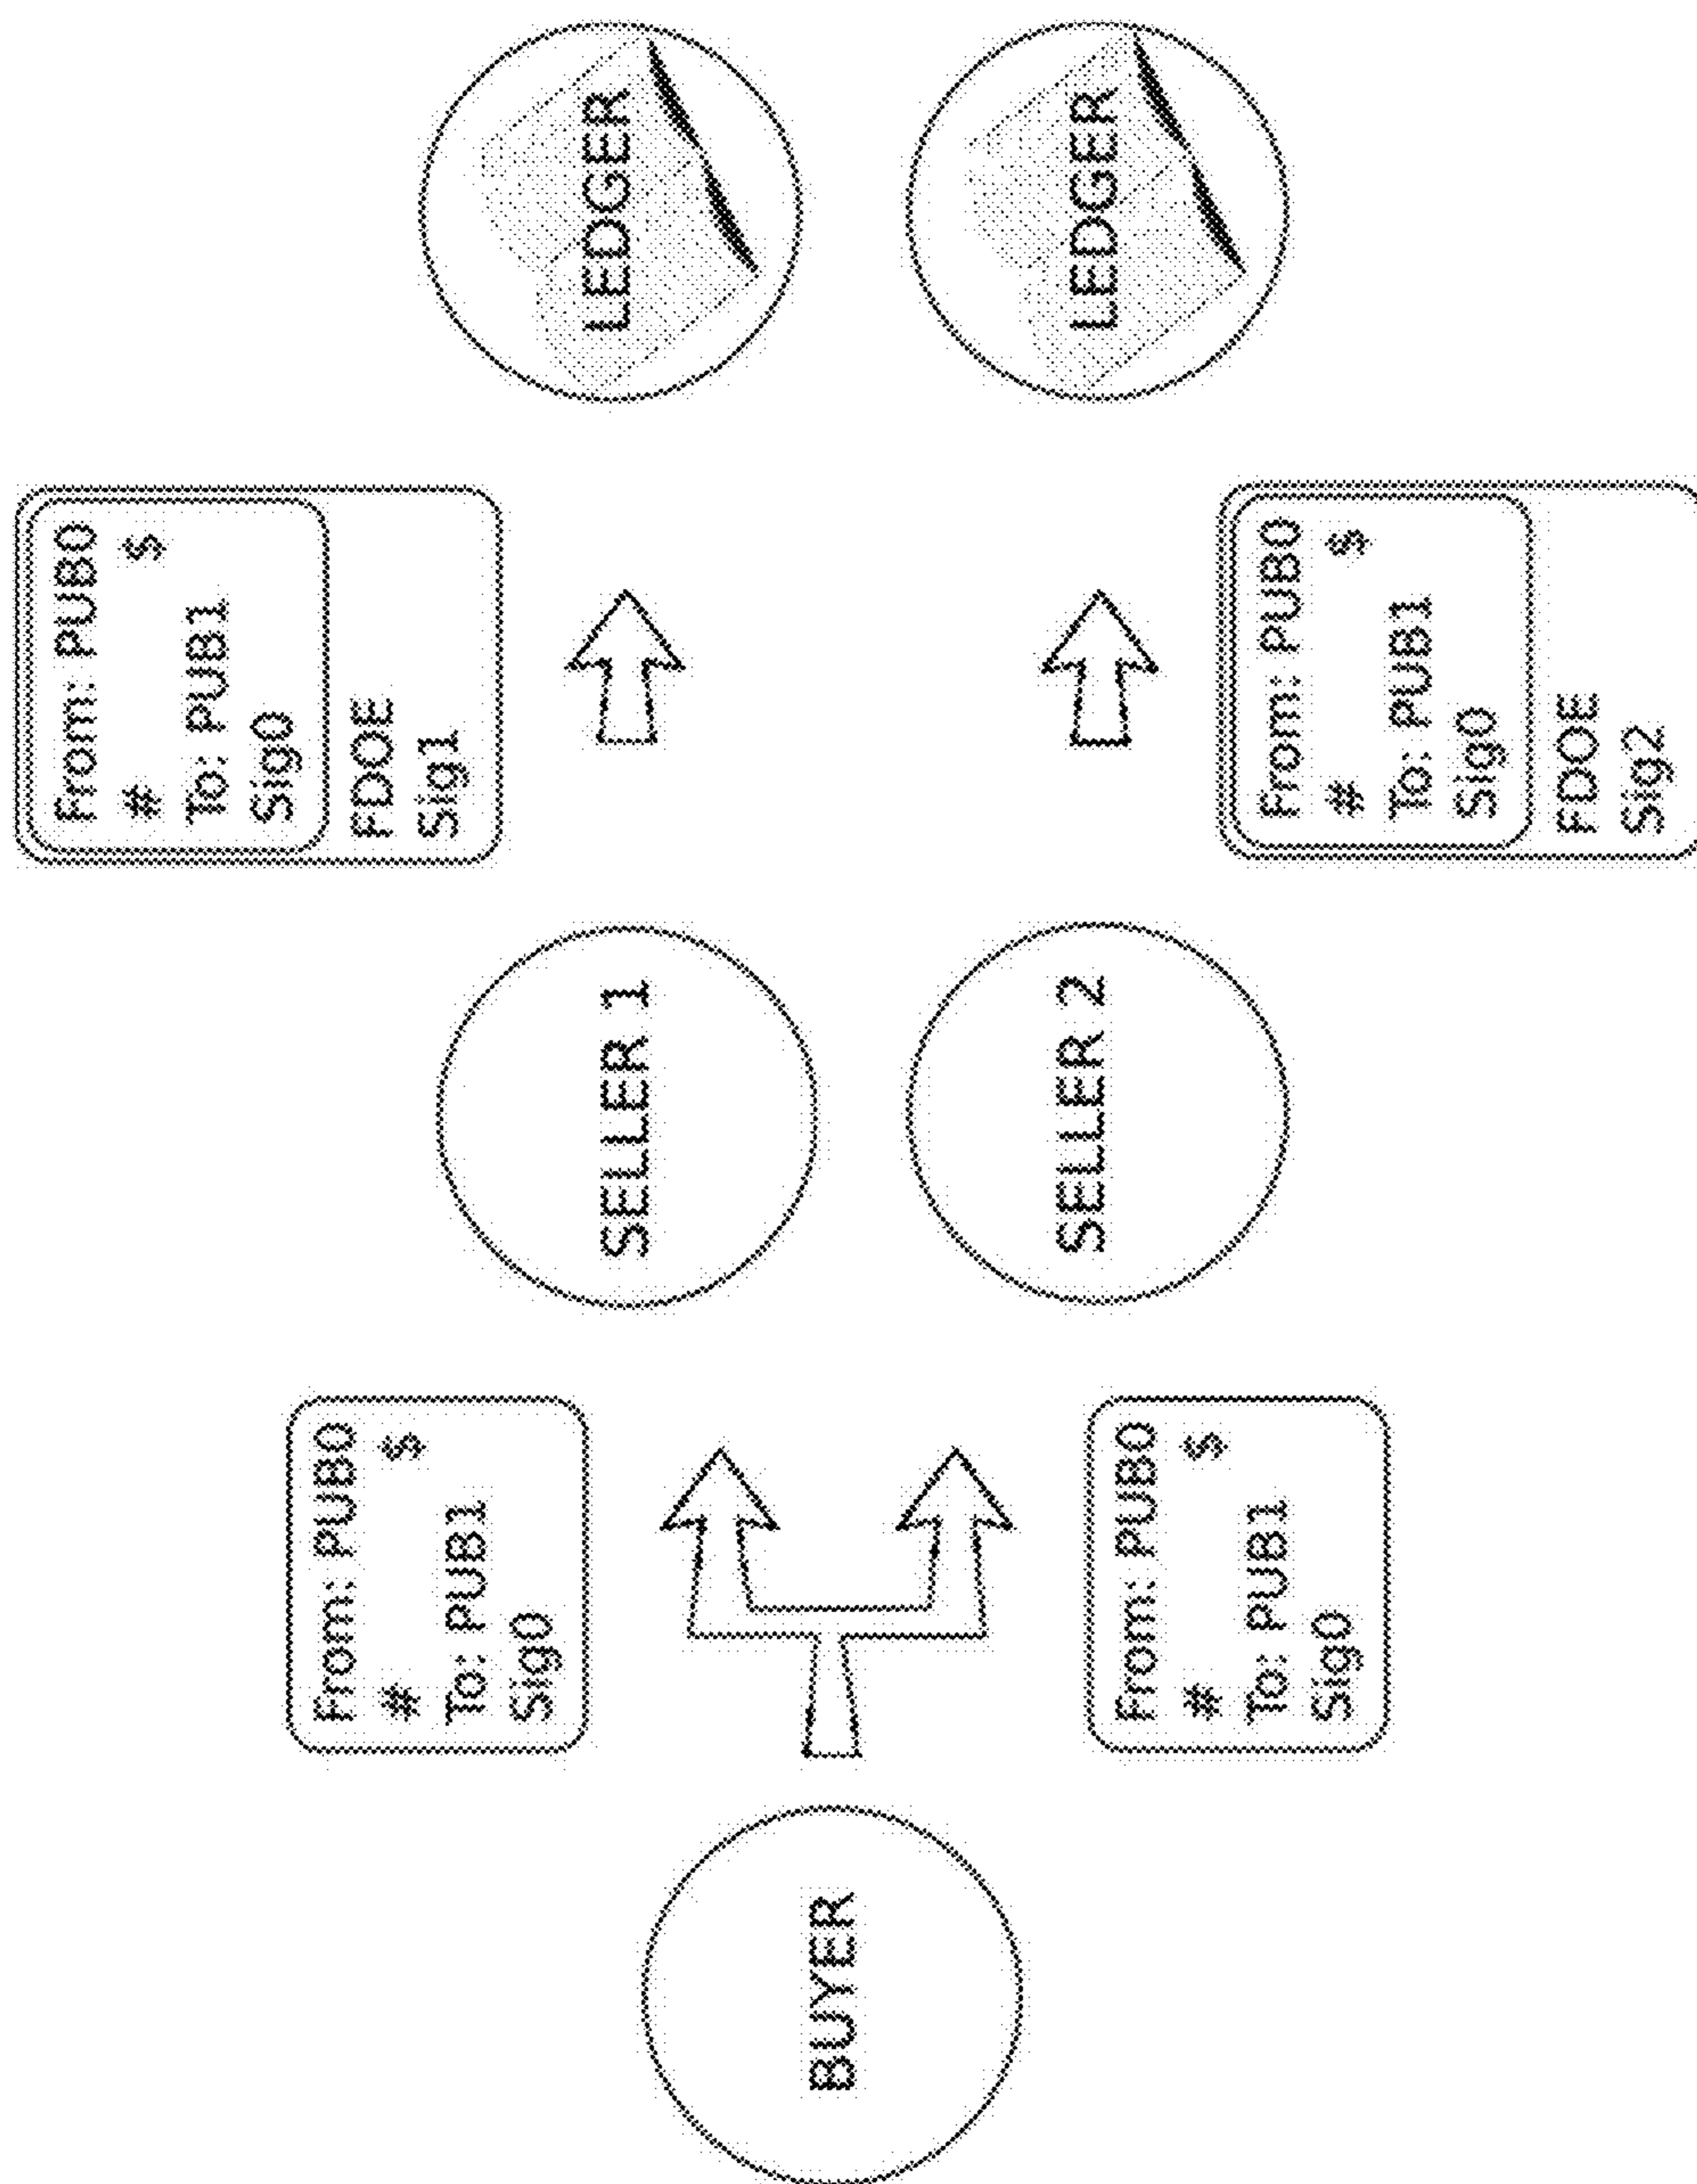 BUYER
From: PUB0
# $
To: PUB1
Sig0
From: PUB0
# $
To: PUB1
Sig0
SELLER 1
SELLER 2
From: PUB0
# $
To: PUB1
Sig0
FDOE
Sig1
From: PUB0
# $
To: PUB1
Sig0
FDOE
Sig2
LEDGER
LEDGER